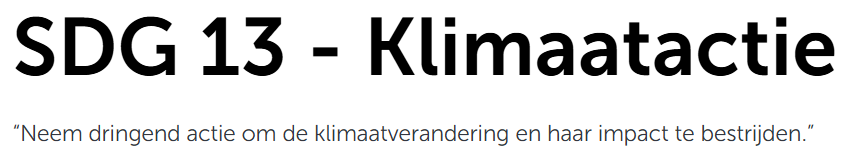 SDG 13 - Klimaatactie
“Neem dringend actie om de klimaatverandering en haar impact te bestrijden.”